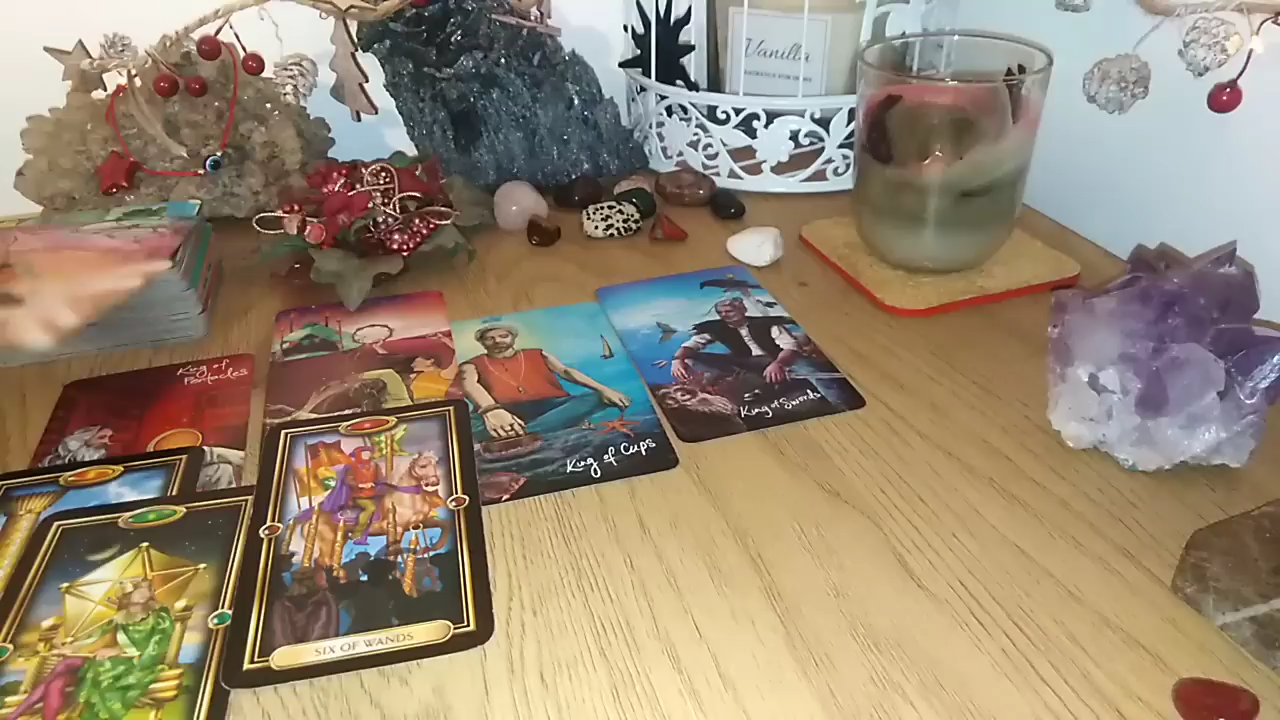 Vanilla
King of
Pentacles
King of Swords
King of Cups
SIX OF WANDS